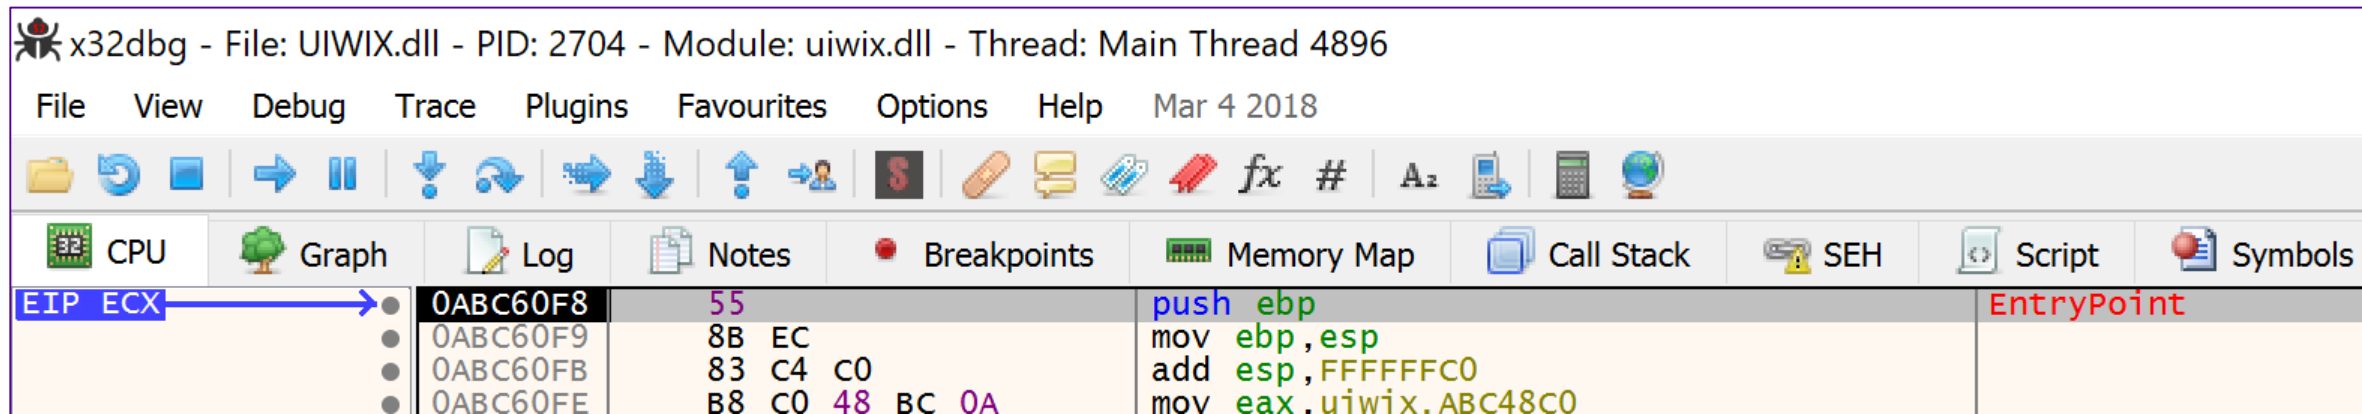 x32dbg - File: UIWIX.dll - PID: 2704 - Module: uiwix.dll - Thread: Main Thread 4896
File View Debug Trace Plugins Favourites Options Help Mar 4 2018
S fx # Az
32 CPU Graph Log Notes Breakpoints Memory Map Call Stack SEH Script Symbols
EIP ECX 0ABC60F8 55 push ebp EntryPoint
0ABC60F9 8B EC mov ebp,esp
0ABC60FB 83 C4 C0 add esp,FFFFFFC0
0ABC60FE B8 C0 48 BC 0A mov eax,uiwix.ABC48C0